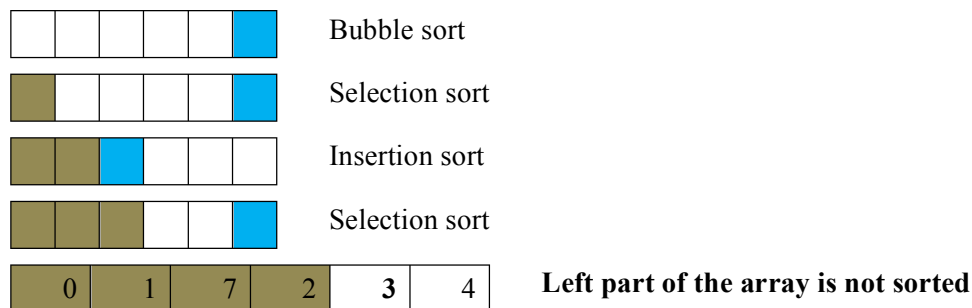 Bubble sort
Selection sort
Insertion sort
Selection sort
0 1 7 2 3 4 Left part of the array is not sorted